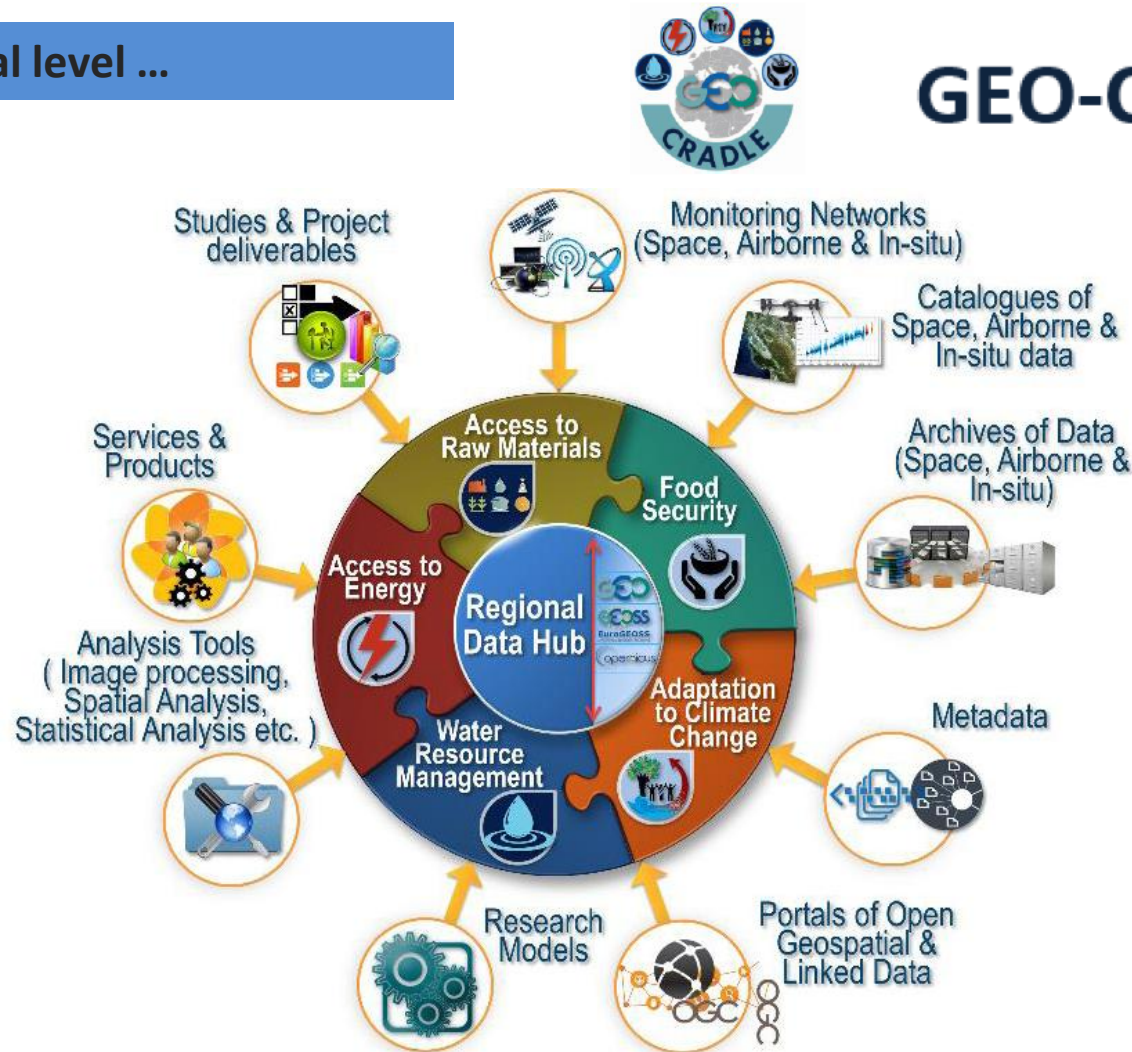 al level ...
GEO
CRADLE
GEO-C
Studies & Project
deliverables
Monitoring Networks
(Space, Airborne & In-situ)
Catalogues of
Space, Airborne &
In-situ data
Services &
Products
Archives of Data
(Space, Airborne &
In-situ)
Access to
Raw Materials
Food
Security
Access to
Energy
Regional
Data Hub
GEO
GEOSS
EuroGEOSS
Copernicus
Analysis Tools
( Image processing,
Spatial Analysis,
Statistical Analysis etc. )
Water
Resource
Management
Adaptation
to Climate
Change
Metadata
Research
Models
Portals of Open
Geospatial &
Linked Data
OGC
OGC